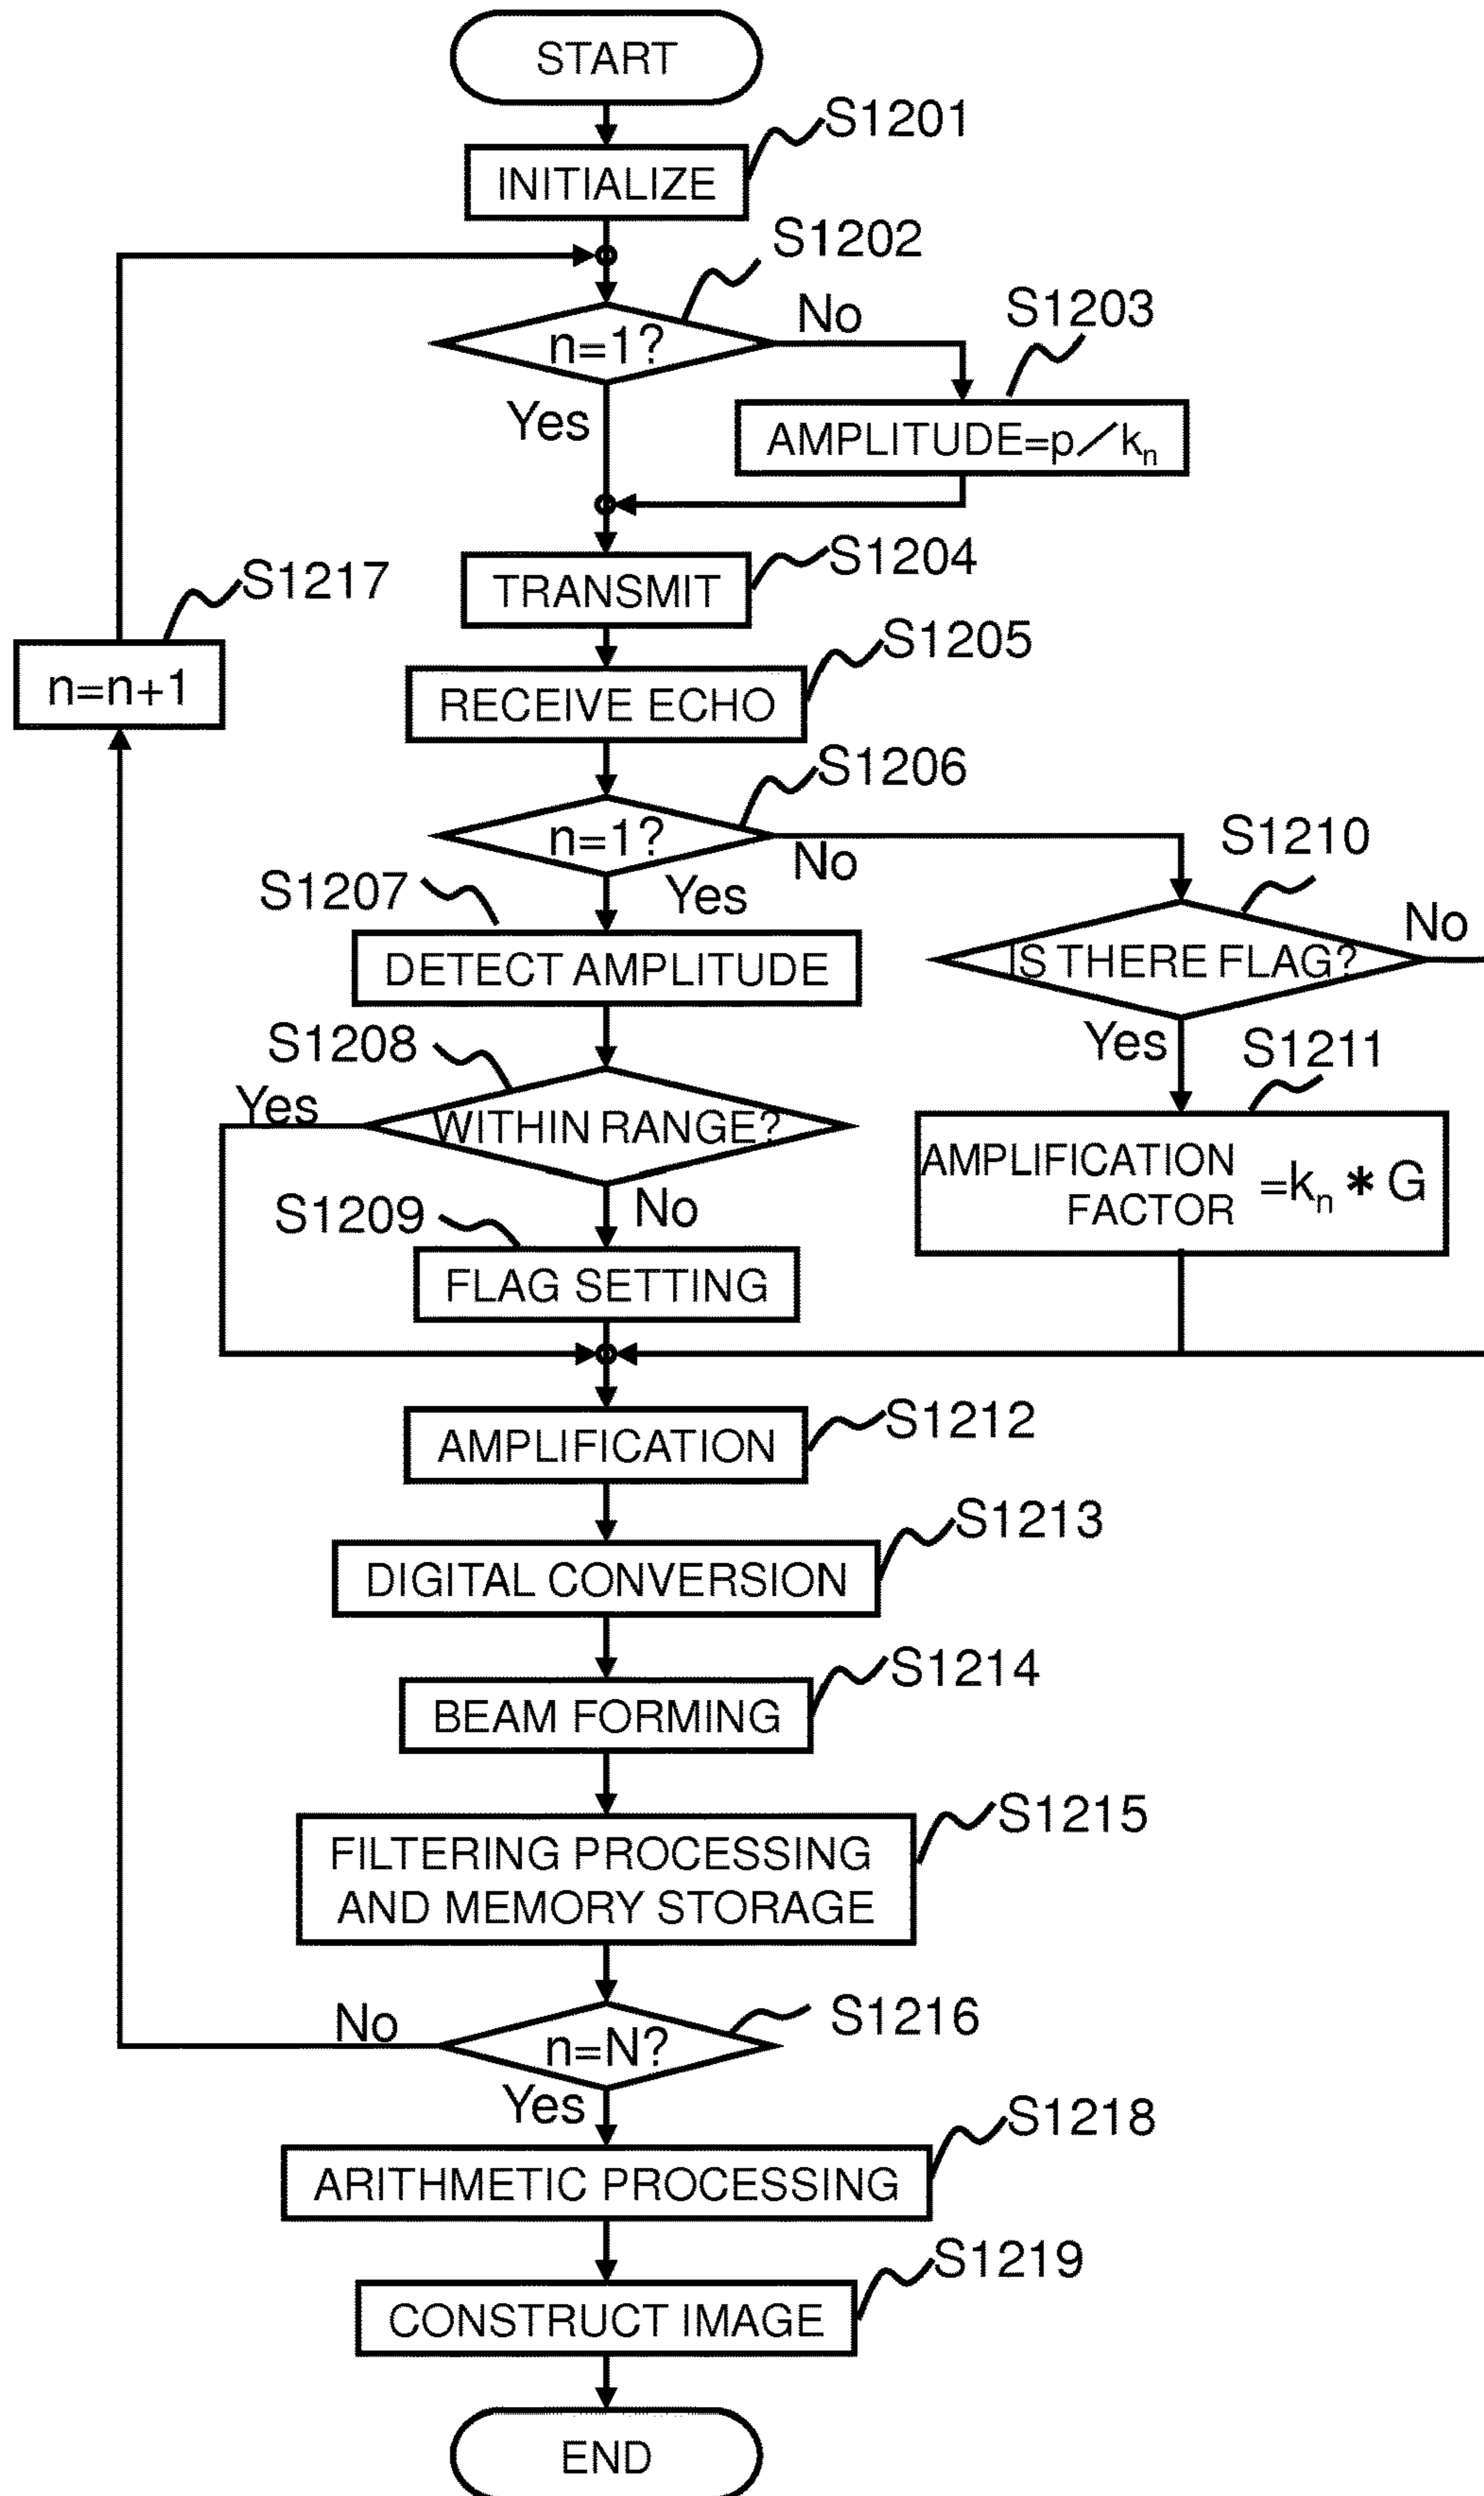 START
S1201
INITIALIZE
S1202
n=1?
No
S1203
Yes
AMPLITUDE=p/kn
S1204
TRANSMIT
S1217
n=n+1
S1205
RECEIVE ECHO
S1206
n=1?
No
S1210
S1207
Yes
No
DETECT AMPLITUDE
IS THERE FLAG?
S1208
Yes
S1211
Yes
WITHIN RANGE?
AMPLIFICATION
FACTOR =kn * G
S1209
No
FLAG SETTING
S1212
AMPLIFICATION
S1213
DIGITAL CONVERSION
S1214
BEAM FORMING
S1215
FILTERING PROCESSING
AND MEMORY STORAGE
S1216
No
n=N?
Yes
S1218
ARITHMETIC PROCESSING
S1219
CONSTRUCT IMAGE
END